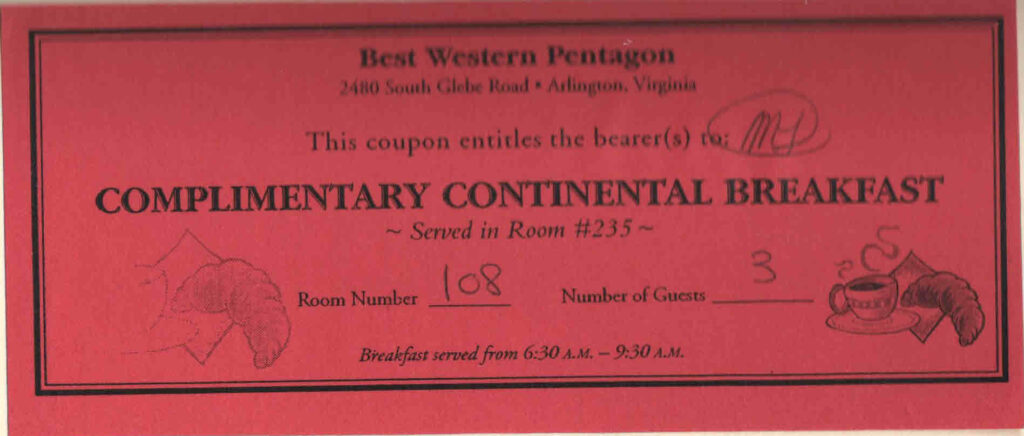 Best Western Pentagon
2480 South Glebe Road • Arlington, Virginia
This coupon entitles the bearer(s) to:
COMPLIMENTARY CONTINENTAL BREAKFAST
~ Served in Room #235 ~
Room Number 108 Number of Guests 3
Breakfast served from 6:30 A.M. – 9:30 A.M.